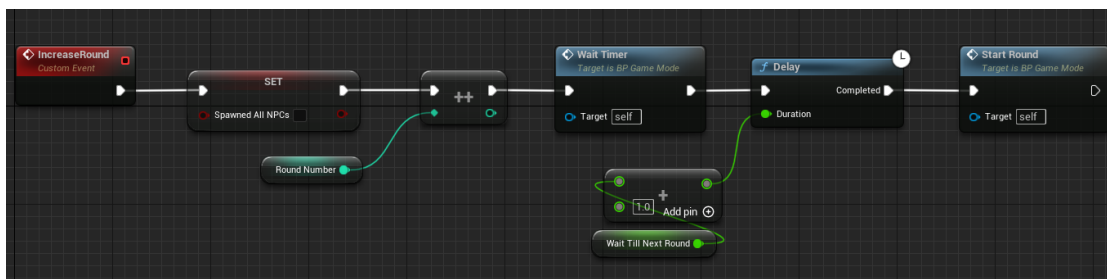 IncreaseRound
Custom Event
SET
Spawned All NPCs
++
Round Number
Wait Timer
Target is BP Game Mode
Target self
f Delay
Completed
Duration
+
1.0
Add pin
Wait Till Next Round
Start Round
Target is BP Game Mode
Target self